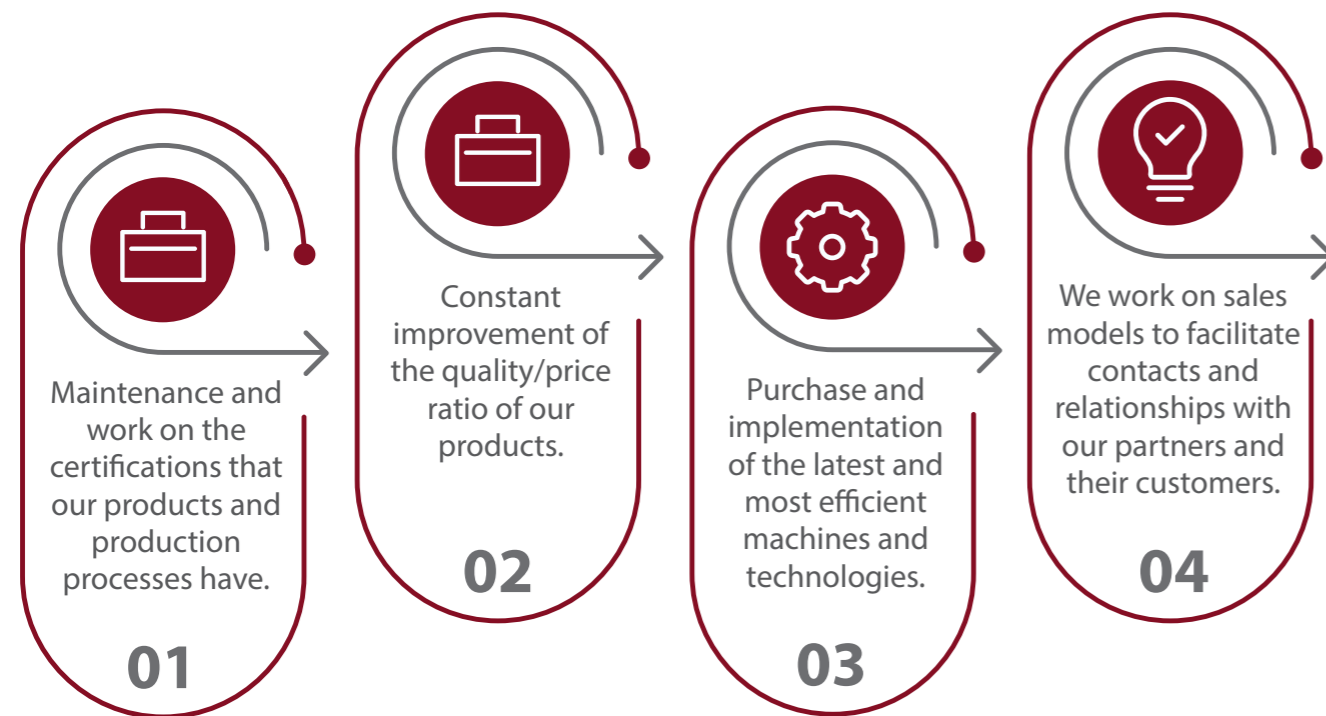 Maintenance and
work on the
certifications that
our products and
production
processes have.
01
Constant
improvement of
the quality/price
ratio of our
products.
02
Purchase and
implementation
of the latest and
most efficient
machines and
technologies.
03
We work on sales
models to facilitate
contacts and
relationships with
our partners and
their customers.
04